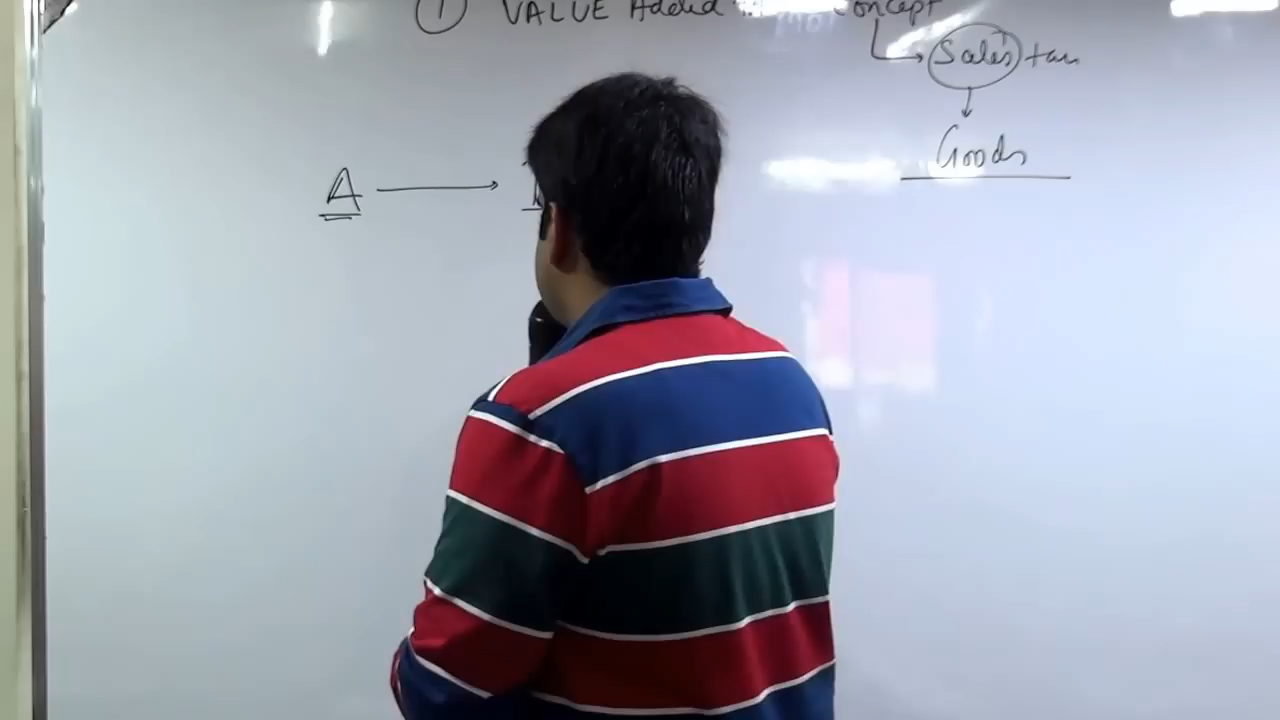 ① VALUE Added Concept
Sales tax
Goods
A